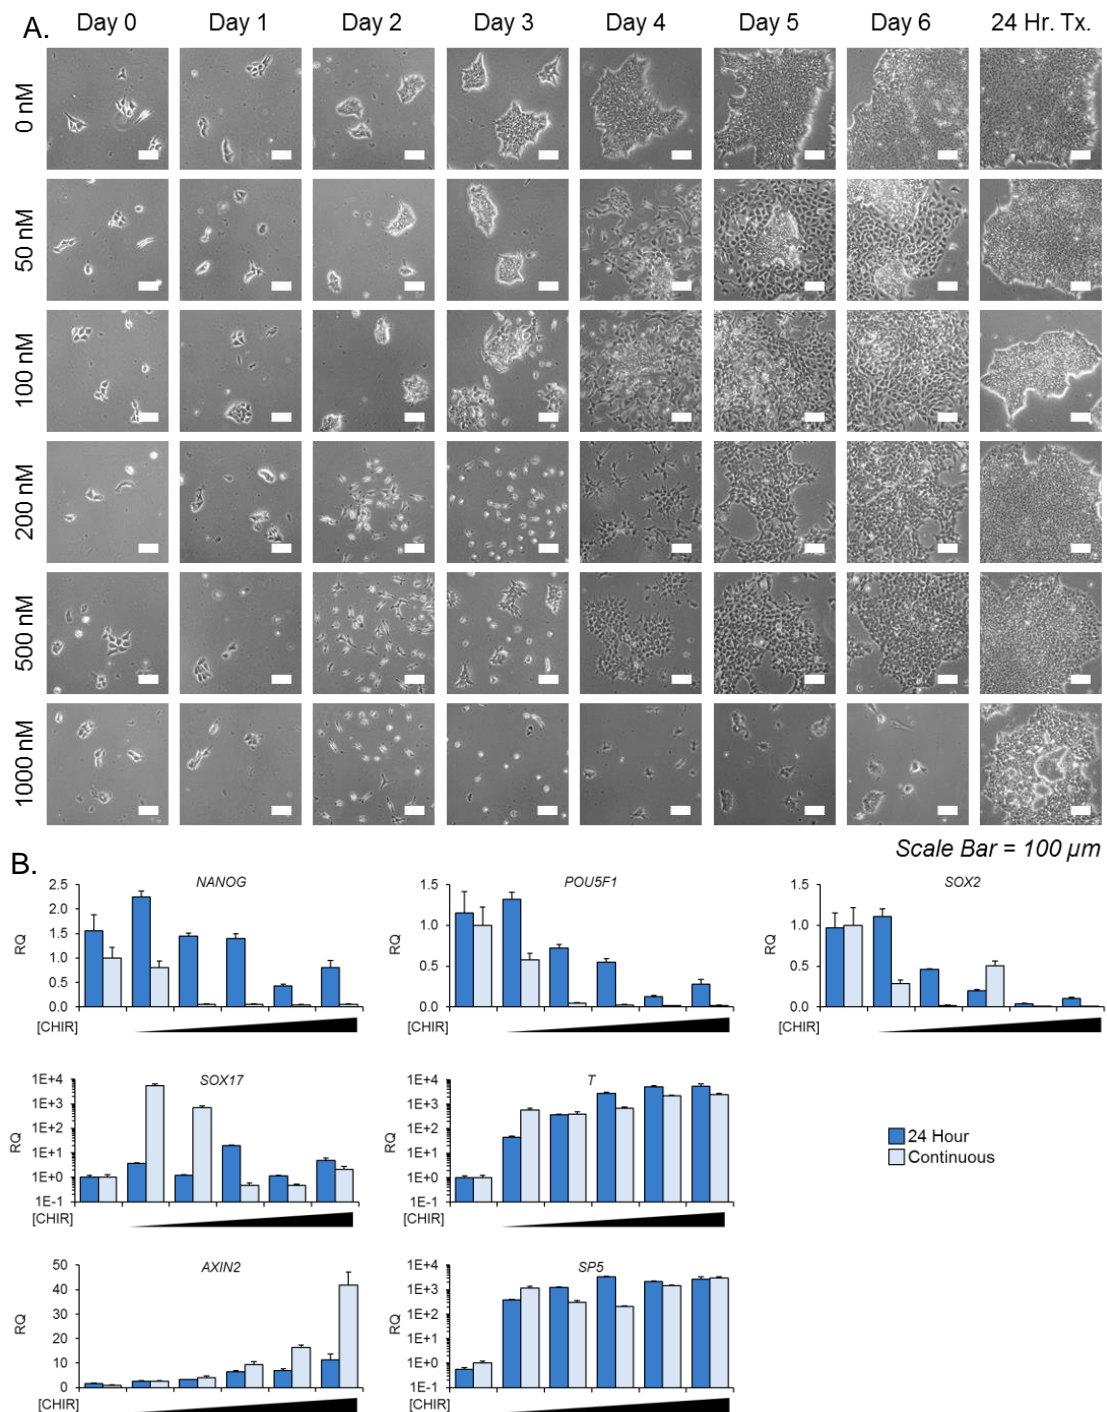 A.
Day 0 Day 1 Day 2 Day 3 Day 4 Day 5 Day 6 24 Hr. Tx.
0 nM
50 nM
100 nM
200 nM
500 nM
1000 nM
Scale Bar = 100 µm
B.
NANOG
2.5
2.0
1.5
1.0
0.5
0.0
RQ
[CHIR]
POU5F1
1.5
1.0
0.5
0.0
RQ
[CHIR]
SOX2
1.5
1.0
0.5
0.0
RQ
[CHIR]
SOX17
1E+4
1E+3
1E+2
1E+1
1E+0
1E-1
RQ
[CHIR]
T
1E+4
1E+3
1E+2
1E+1
1E+0
1E-1
RQ
[CHIR]
24 Hour
Continuous
AXIN2
50
40
30
20
10
0
RQ
[CHIR]
SP5
1E+4
1E+3
1E+2
1E+1
1E+0
1E-1
RQ
[CHIR]